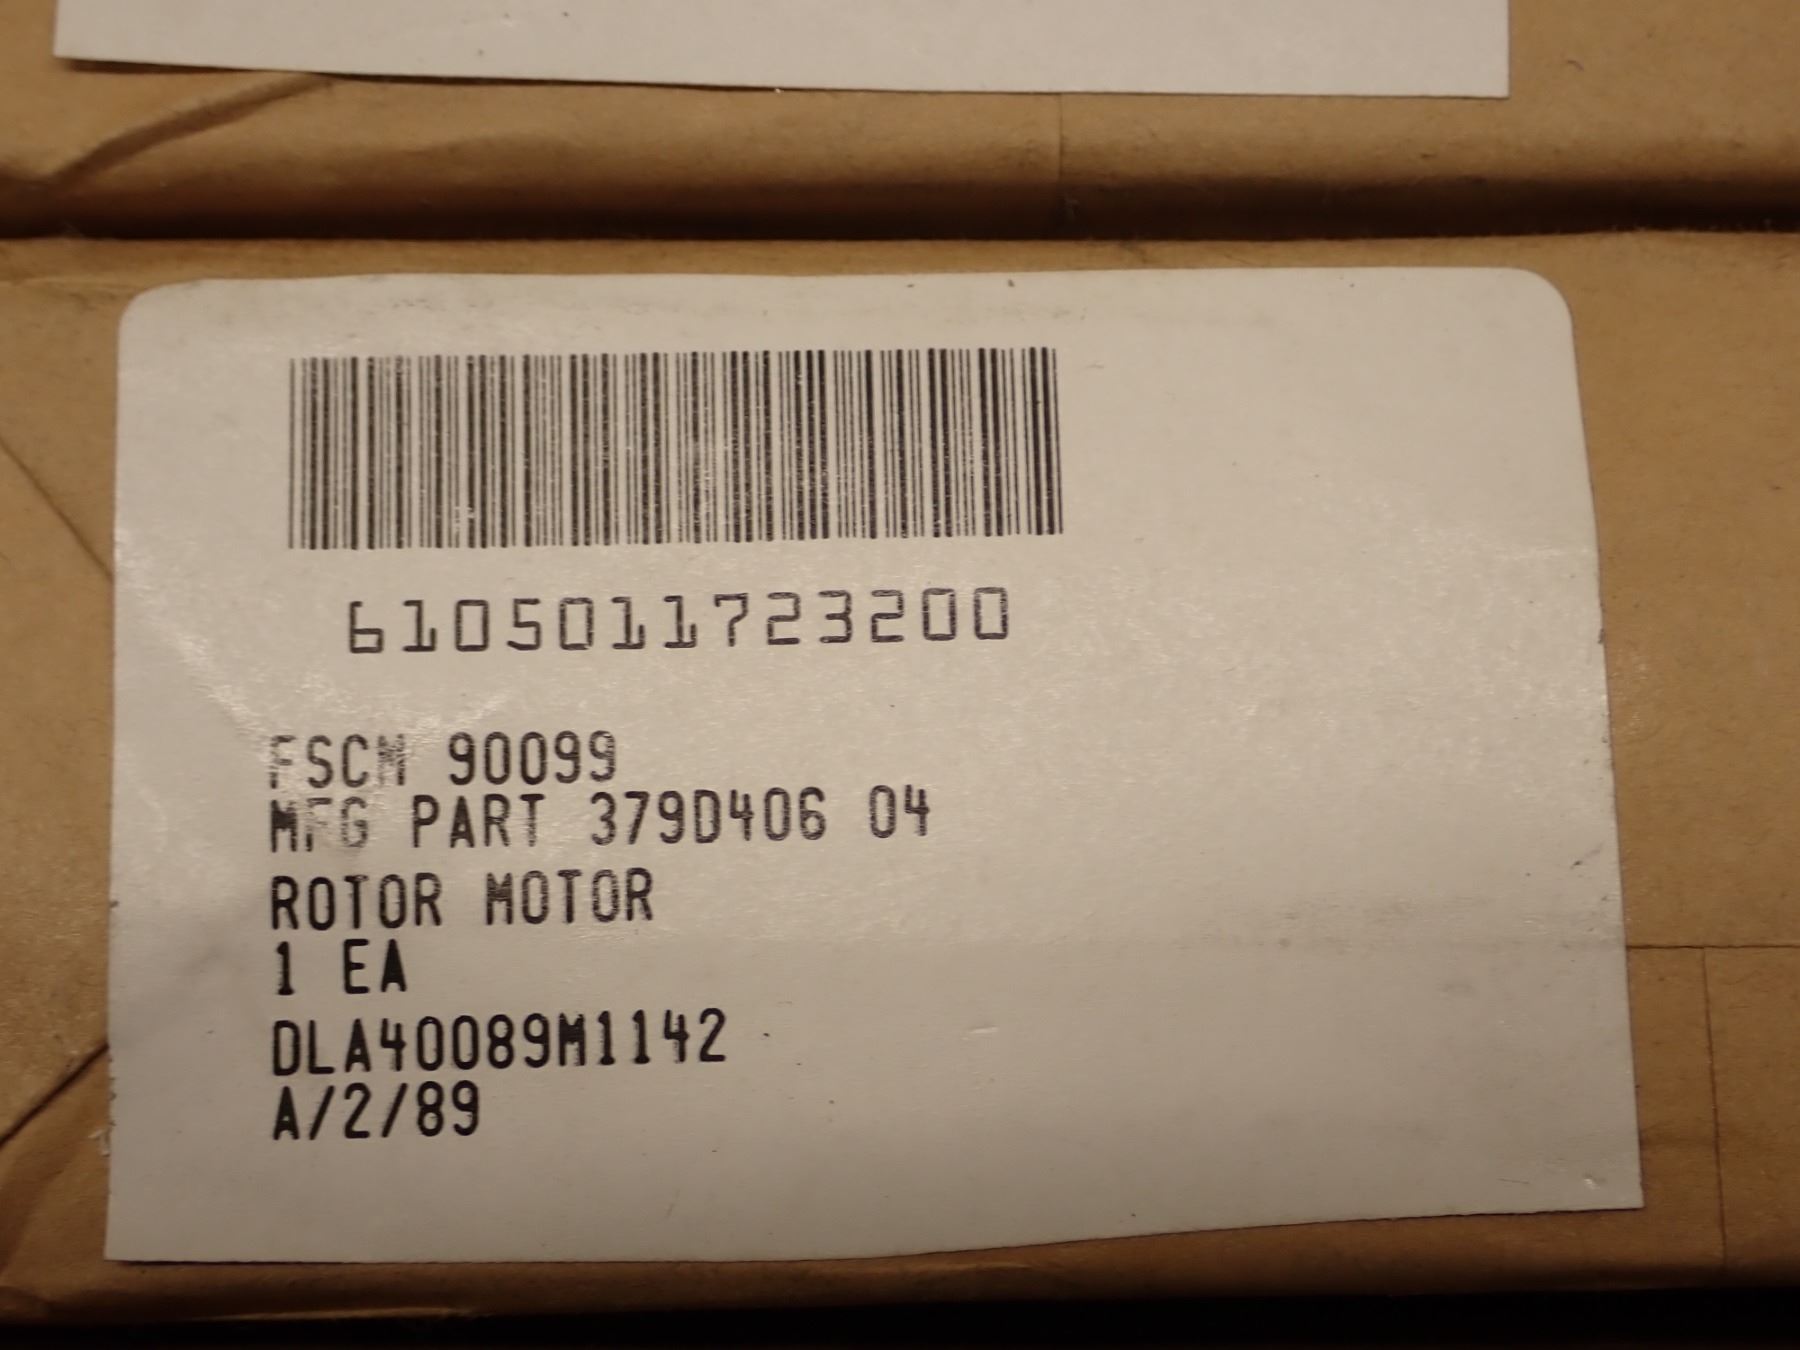 6105011723200
FSCM 90099
MFG PART 379D406 04
ROTOR MOTOR
1 EA
DLA40089M1142
A/2/89